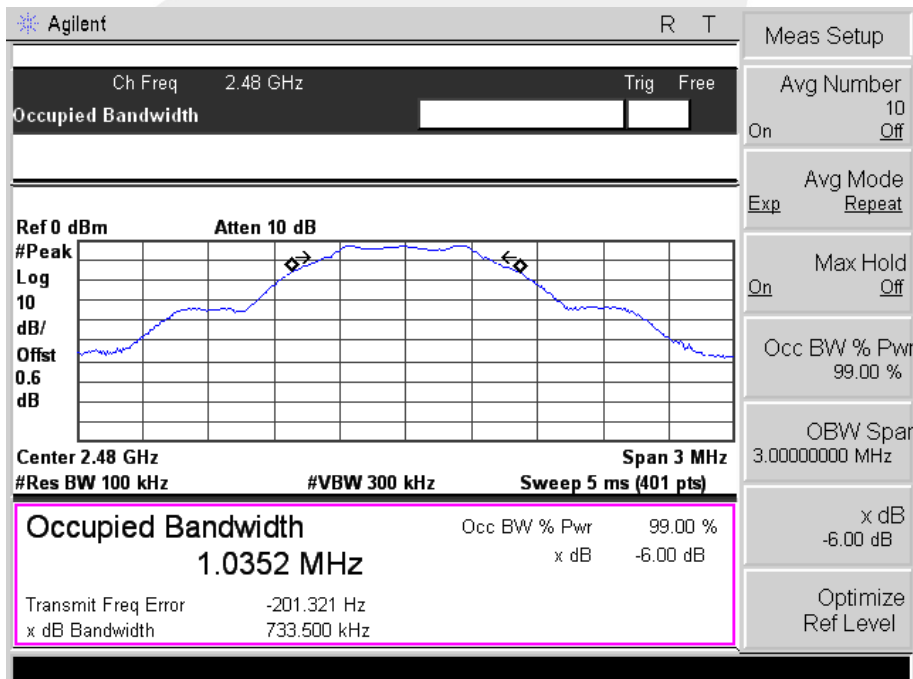 Agilent R T
Ch Freq 2.48 GHz Trig Free
Occupied Bandwidth
Ref 0 dBm Atten 10 dB
#Peak
Log
10
dB/
Offst
0.6
dB
Center 2.48 GHz Span 3 MHz
#Res BW 100 kHz #VBW 300 kHz Sweep 5 ms (401 pts)
Occupied Bandwidth Occ BW % Pwr 99.00 %
1.0352 MHz x dB -6.00 dB
Transmit Freq Error -201.321 Hz
x dB Bandwidth 733.500 kHz
Meas Setup
Avg Number
10
On Off
Avg Mode
Exp Repeat
Max Hold
On Off
Occ BW % Pwr
99.00 %
OBW Span
3.00000000 MHz
x dB
-6.00 dB
Optimize
Ref Level